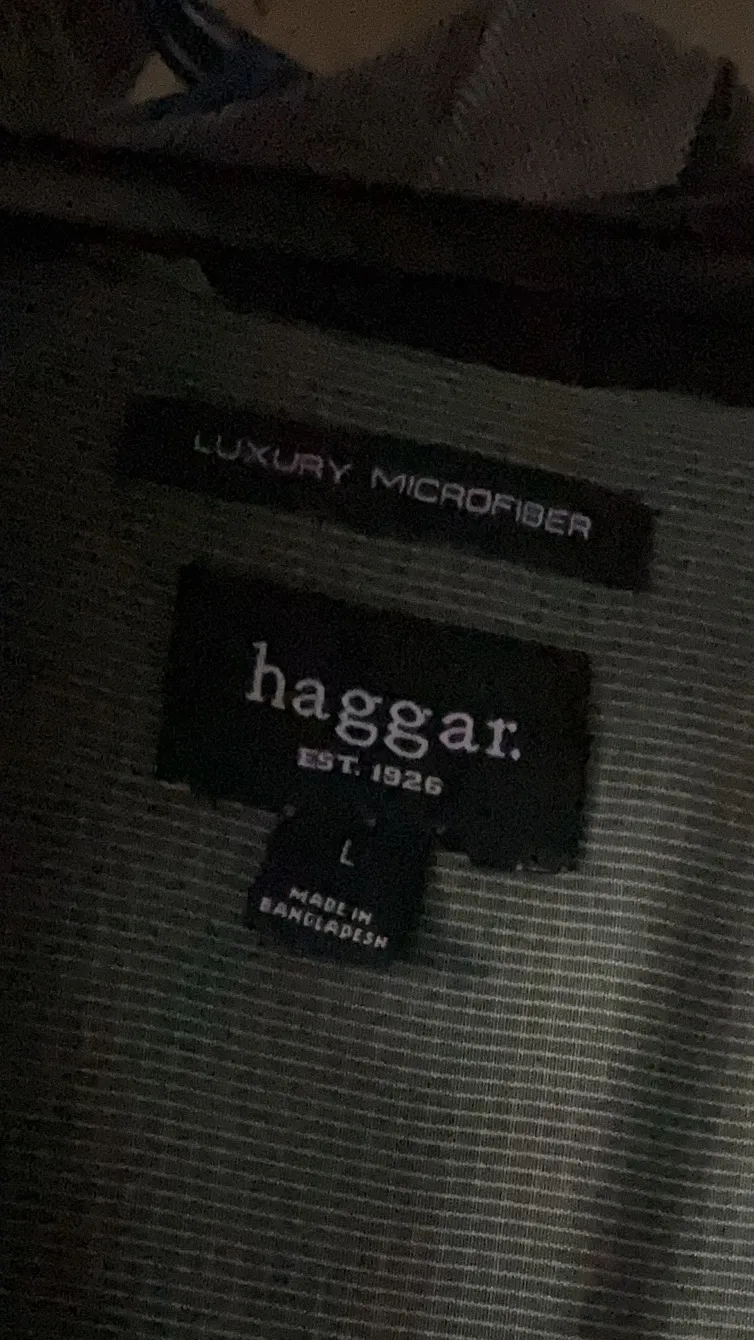 LUXURY MICROFIBER
haggar.
EST. 1926
L
MADE IN
BANGLADESH